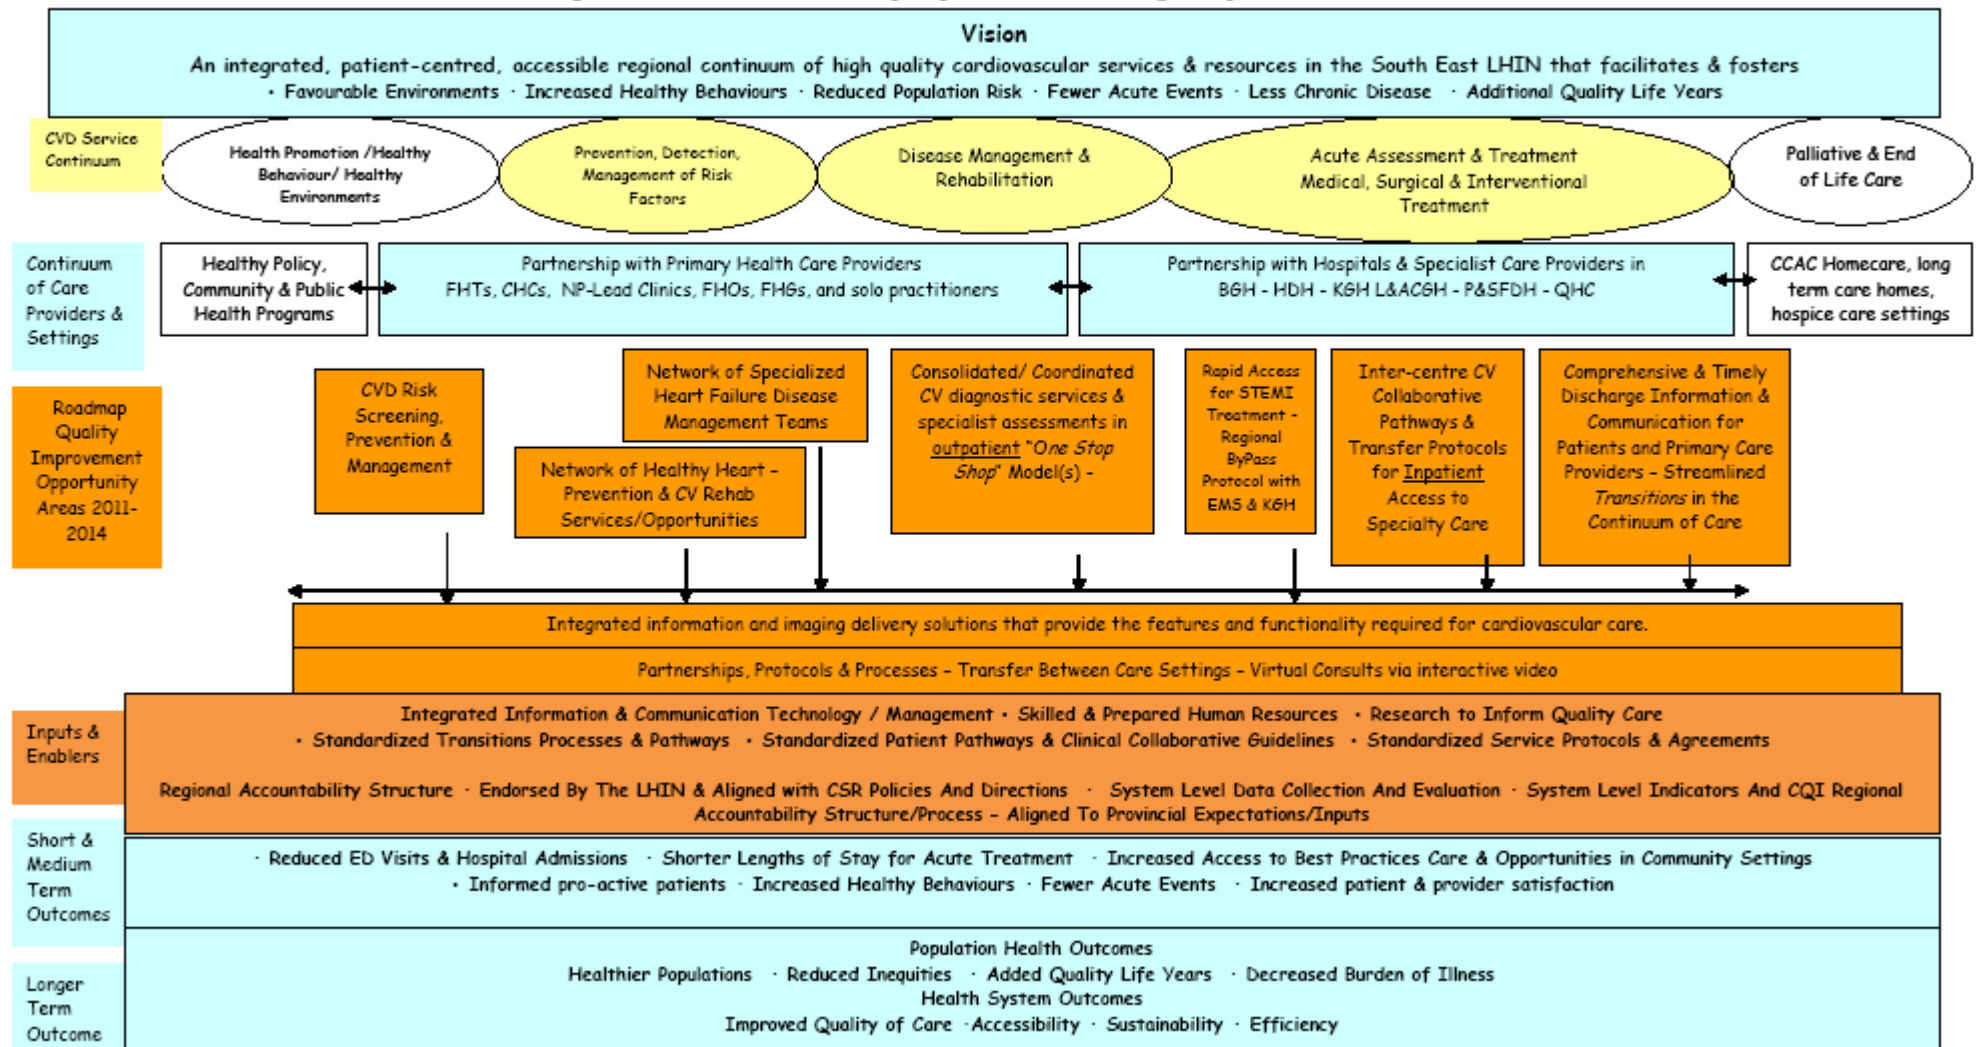 Vision
An integrated, patient-centred, accessible regional continuum of high quality cardiovascular services & resources in the South East LHIN that facilitates & fosters
· Favourable Environments · Increased Healthy Behaviours · Reduced Population Risk · Fewer Acute Events · Less Chronic Disease · Additional Quality Life Years
CVD Service
Continuum
Health Promotion /Healthy
Behaviour/ Healthy
Environments
Prevention, Detection,
Management of Risk
Factors
Disease Management &
Rehabilitation
Acute Assessment & Treatment
Medical, Surgical & Interventional
Treatment
Palliative & End
of Life Care
Continuum
of Care
Providers &
Settings
Healthy Policy,
Community & Public
Health Programs
Partnership with Primary Health Care Providers
FHTs, CHCs, NP-Lead Clinics, FHOs, FHGs, and solo practitioners
Partnership with Hospitals & Specialist Care Providers in
BGH - HDH - KGH L&ACGH - P&SFDH - QHC
CCAC Homecare, long
term care homes,
hospice care settings
Roadmap
Quality
Improvement
Opportunity
Areas 2011-
2014
CVD Risk
Screening,
Prevention &
Management
Network of Specialized
Heart Failure Disease
Management Teams
Network of Healthy Heart –
Prevention & CV Rehab
Services/Opportunities
Consolidated/ Coordinated
CV diagnostic services &
specialist assessments in
outpatient "One Stop
Shop" Model(s) -
Rapid Access
for STEMI
Treatment -
Regional
ByPass
Protocol with
EMS & KGH
Inter-centre CV
Collaborative
Pathways &
Transfer Protocols
for Inpatient
Access to
Specialty Care
Comprehensive & Timely
Discharge Information &
Communication for
Patients and Primary Care
Providers – Streamlined
Transitions in the
Continuum of Care
Integrated information and imaging delivery solutions that provide the features and functionality required for cardiovascular care.
Partnerships, Protocols & Processes – Transfer Between Care Settings – Virtual Consults via interactive video
Inputs &
Enablers
Integrated Information & Communication Technology / Management · Skilled & Prepared Human Resources · Research to Inform Quality Care
· Standardized Transitions Processes & Pathways · Standardized Patient Pathways & Clinical Collaborative Guidelines · Standardized Service Protocols & Agreements
Regional Accountability Structure · Endorsed By The LHIN & Aligned with CSR Policies And Directions · System Level Data Collection And Evaluation · System Level Indicators And CQI Regional
Accountability Structure/Process – Aligned To Provincial Expectations/Inputs
Short &
Medium
Term
Outcomes
· Reduced ED Visits & Hospital Admissions · Shorter Lengths of Stay for Acute Treatment · Increased Access to Best Practices Care & Opportunities in Community Settings
· Informed pro-active patients · Increased Healthy Behaviours · Fewer Acute Events · Increased patient & provider satisfaction
Longer
Term
Outcome
Population Health Outcomes
Healthier Populations · Reduced Inequities · Added Quality Life Years · Decreased Burden of Illness
Health System Outcomes
Improved Quality of Care ·Accessibility · Sustainability · Efficiency